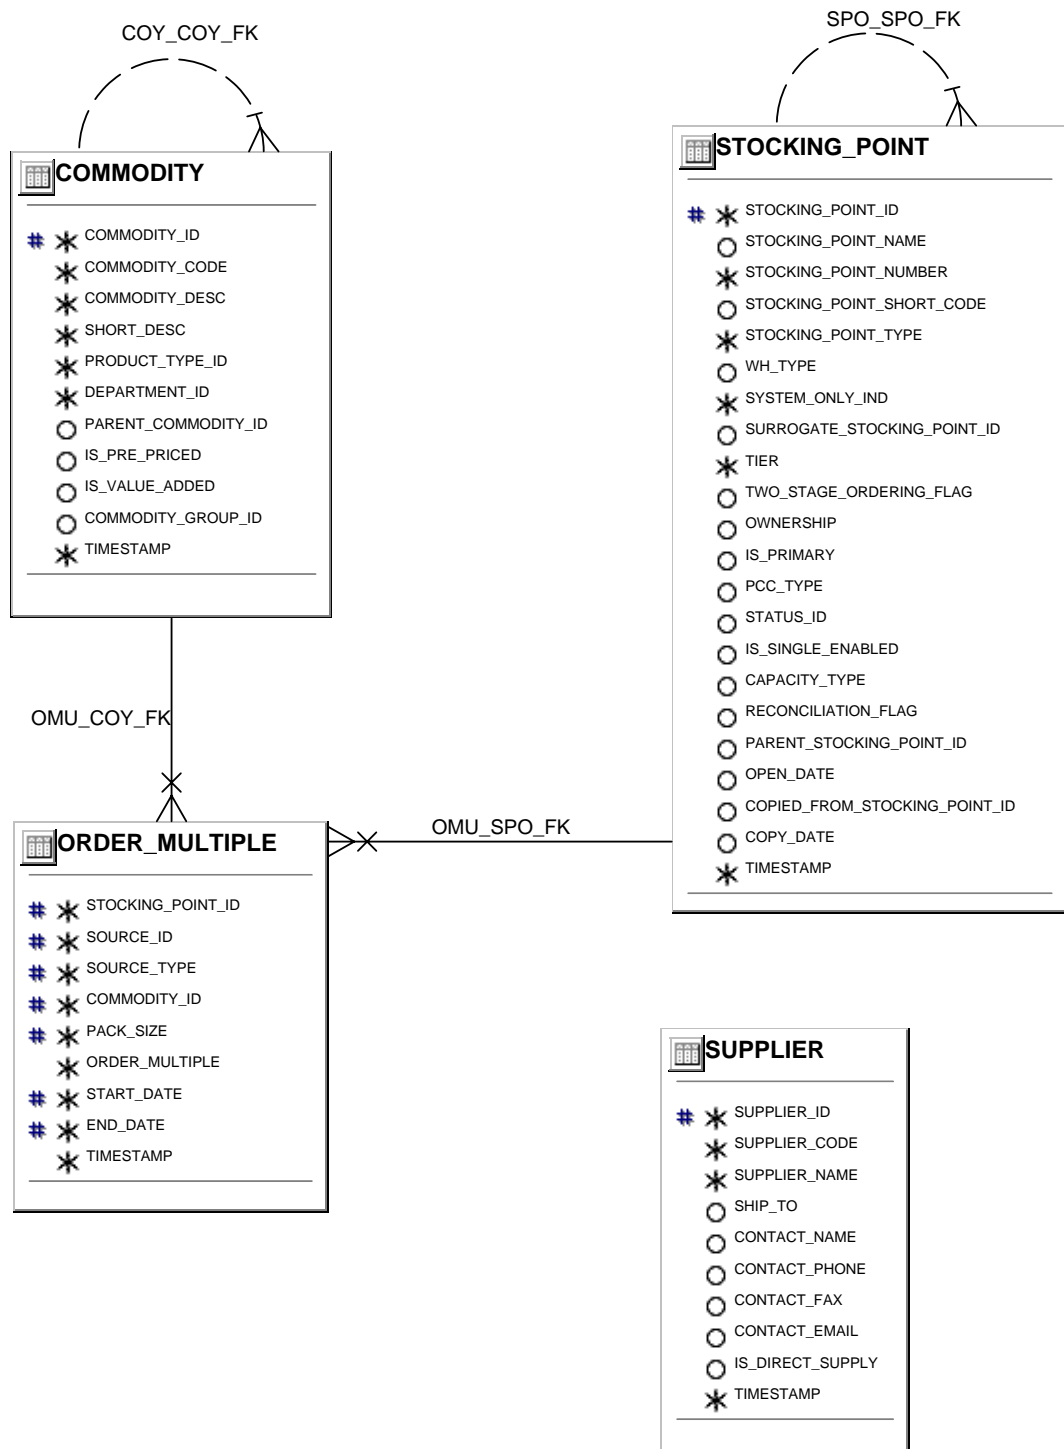 COY_COY_FK
COMMODITY
# * COMMODITY_ID
* COMMODITY_CODE
* COMMODITY_DESC
* SHORT_DESC
* PRODUCT_TYPE_ID
* DEPARTMENT_ID
PARENT_COMMODITY_ID
IS_PRE_PRICED
IS_VALUE_ADDED
COMMODITY_GROUP_ID
* TIMESTAMP
OMU_COY_FK
ORDER_MULTIPLE
# * STOCKING_POINT_ID
# * SOURCE_ID
# * SOURCE_TYPE
# * COMMODITY_ID
# * PACK_SIZE
* ORDER_MULTIPLE
# * START_DATE
# * END_DATE
* TIMESTAMP
OMU_SPO_FK
SPO_SPO_FK
STOCKING_POINT
# * STOCKING_POINT_ID
STOCKING_POINT_NAME
* STOCKING_POINT_NUMBER
STOCKING_POINT_SHORT_CODE
* STOCKING_POINT_TYPE
WH_TYPE
* SYSTEM_ONLY_IND
SURROGATE_STOCKING_POINT_ID
* TIER
TWO_STAGE_ORDERING_FLAG
OWNERSHIP
IS_PRIMARY
PCC_TYPE
STATUS_ID
IS_SINGLE_ENABLED
CAPACITY_TYPE
RECONCILIATION_FLAG
PARENT_STOCKING_POINT_ID
OPEN_DATE
COPIED_FROM_STOCKING_POINT_ID
COPY_DATE
* TIMESTAMP
SUPPLIER
# * SUPPLIER_ID
* SUPPLIER_CODE
* SUPPLIER_NAME
SHIP_TO
CONTACT_NAME
CONTACT_PHONE
CONTACT_FAX
CONTACT_EMAIL
IS_DIRECT_SUPPLY
* TIMESTAMP